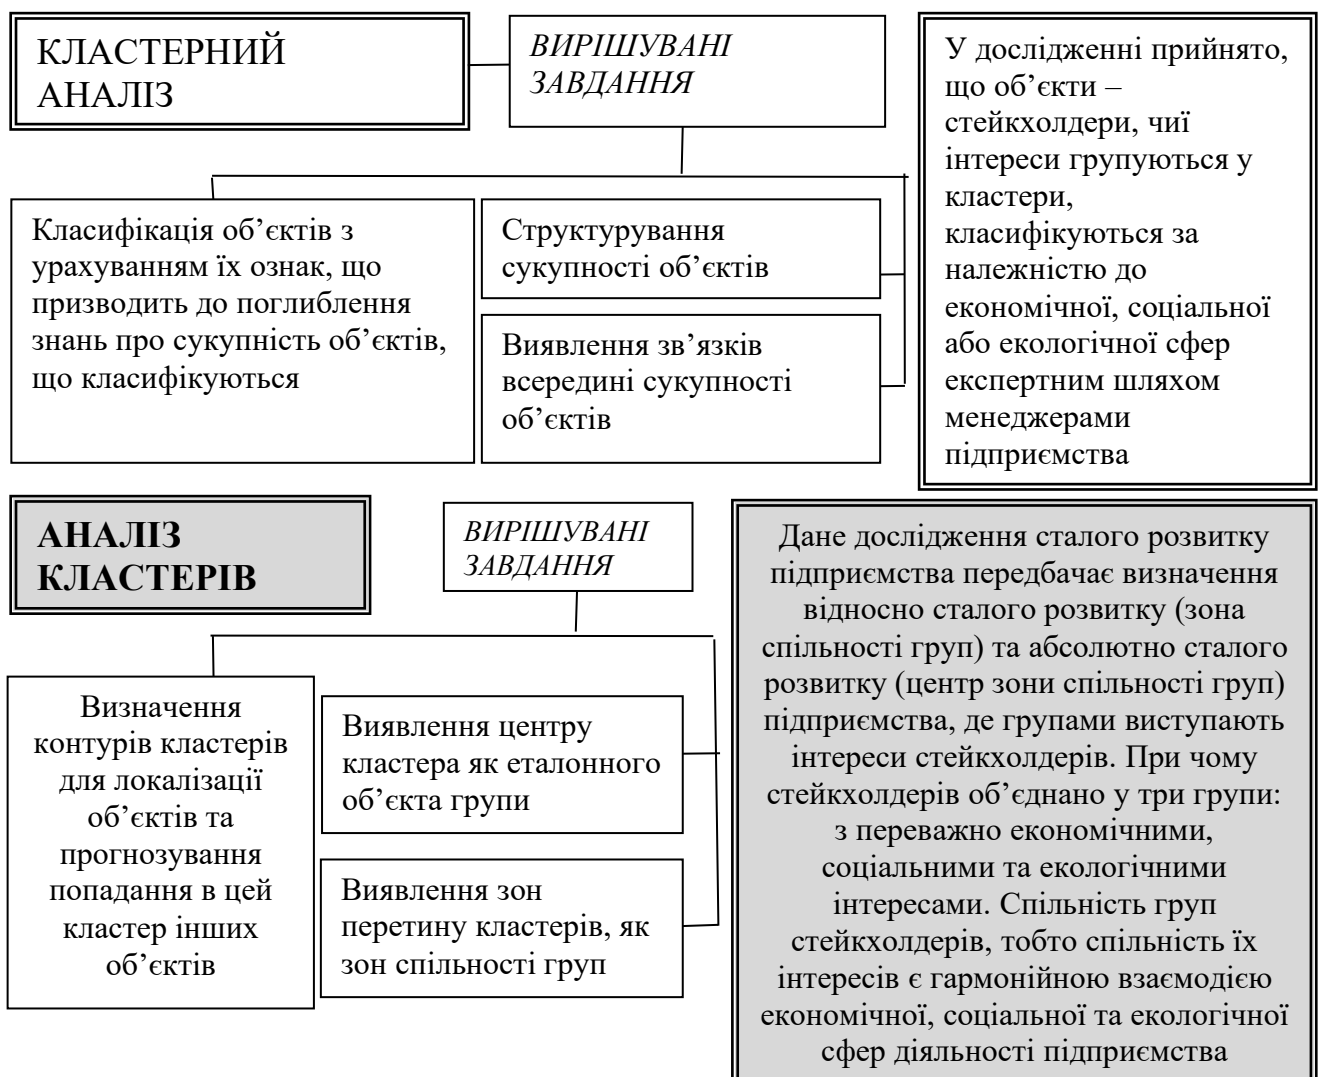 КЛАСТЕРНИЙ
АНАЛІЗ
ВИРІШУВАНІ
ЗАВДАННЯ
Класифікація об’єктів з
урахуванням їх ознак, що
призводить до поглиблення
знань про сукупність об’єктів,
що класифікуються
Структурування
сукупності об’єктів
Виявлення зв’язків
всередині сукупності
об’єктів
У дослідженні прийнято,
що об’єкти –
стейкхолдери, чиї
інтереси групуються у
кластери,
класифікуються за
належністю до
економічної, соціальної
або екологічної сфер
експертним шляхом
менеджерами
підприємства
АНАЛІЗ
КЛАСТЕРІВ
ВИРІШУВАНІ
ЗАВДАННЯ
Визначення
контурів кластерів
для локалізації
об’єктів та
прогнозування
попадання в цей
кластер інших
об’єктів
Виявлення центру
кластера як еталонного
об’єкта групи
Виявлення зон
перетину кластерів, як
зон спільності груп
Дане дослідження сталого розвитку
підприємства передбачає визначення
відносно сталого розвитку (зона
спільності груп) та абсолютно сталого
розвитку (центр зони спільності груп)
підприємства, де групами виступають
інтереси стейкхолдерів. При чому
стейкхолдерів об’єднано у три групи:
з переважно економічними,
соціальними та екологічними
інтересами. Спільність груп
стейкхолдерів, тобто спільність їх
інтересів є гармонійною взаємодією
економічної, соціальної та екологічної
сфер діяльності підприємства